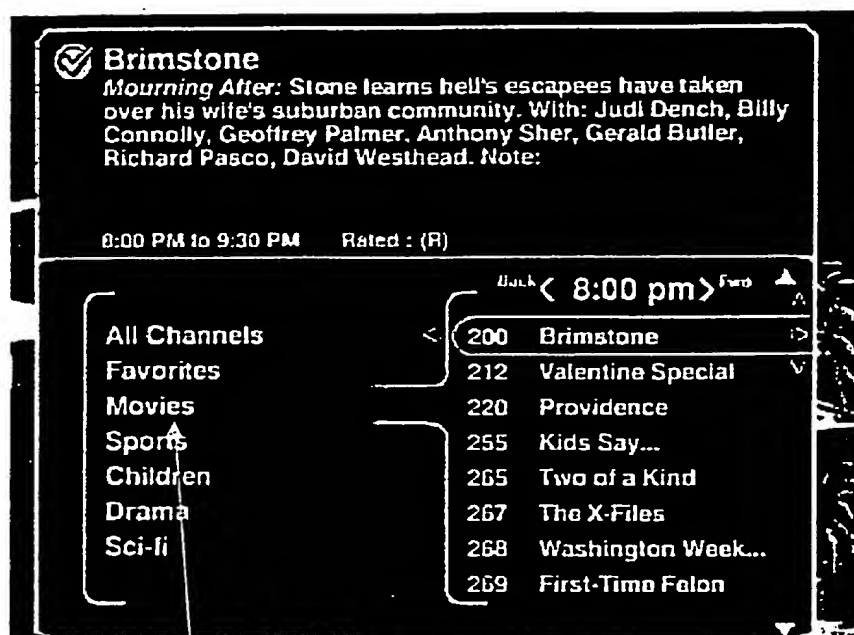 Brimstone
Mourning After: Stone learns hell's escapees have taken
over his wife's suburban community. With: Judi Dench, Billy
Connolly, Geoffrey Palmer, Anthony Sher, Gerald Butler,
Richard Pasco, David Westhead. Note:
8:00 PM to 9:30 PM Rated : (R)
Back < 8:00 pm > Fwd
All Channels < 200 Brimstone >
Favorites 212 Valentine Special
Movies 220 Providence
Sports 255 Kids Say...
Children 265 Two of a Kind
Drama 267 The X-Files
Sci-fi 268 Washington Week...
269 First-Time Felon